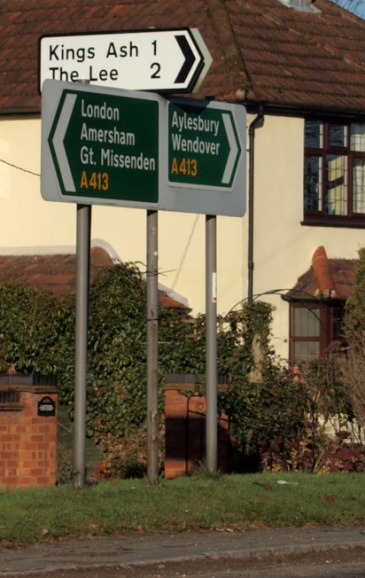 Kings Ash 1
The Lee 2
London
Amersham
Gt. Missenden
A413
Aylesbury
Wendover
A413